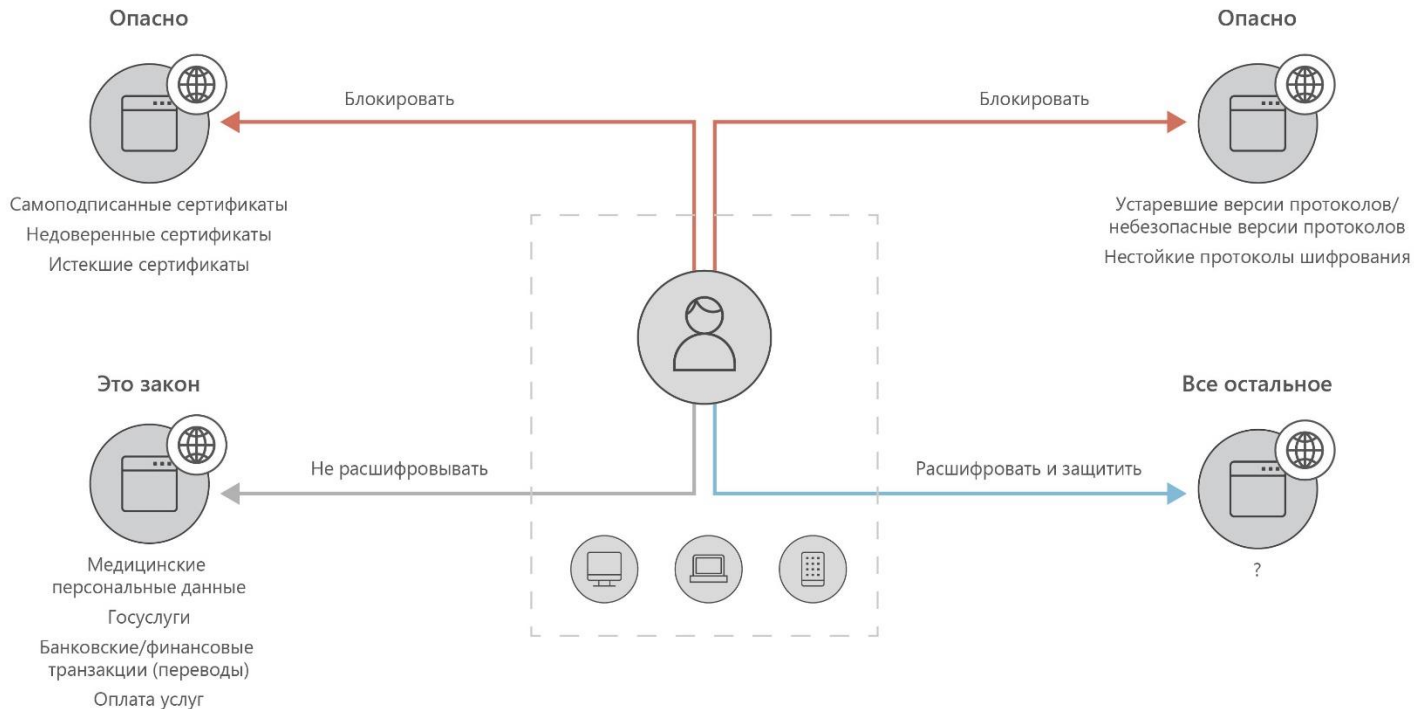 Опасно
Опасно
Блокировать
Блокировать
Самоподписанные сертификаты
Недоверенные сертификаты
Истекшие сертификаты
Устаревшие версии протоколов/
небезопасные версии протоколов
Нестойкие протоколы шифрования
Это закон
Все остальное
Не расшифровывать
Расшифровать и защитить
Медицинские
персональные данные
Госуслуги
Банковские/финансовые
транзакции (переводы)
Оплата услуг
?